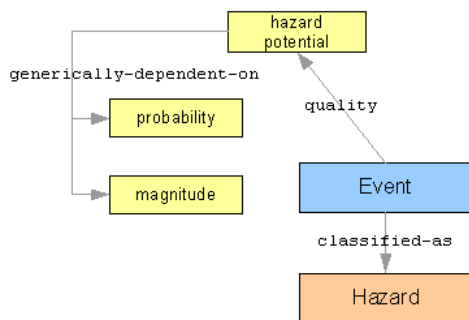 hazard
potential
generically-dependent-on
quality
probability
Event
magnitude
classified-as
Hazard